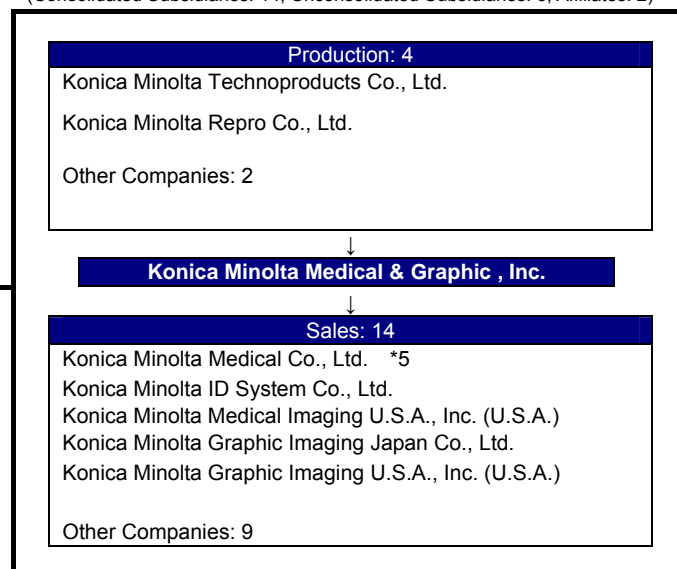 Production: 4
Konica Minolta Technoproducts Co., Ltd.
Konica Minolta Repro Co., Ltd.
Other Companies: 2
↓
Konica Minolta Medical & Graphic , Inc.
↓
Sales: 14
Konica Minolta Medical Co., Ltd. *5
Konica Minolta ID System Co., Ltd.
Konica Minolta Medical Imaging U.S.A., Inc. (U.S.A.)
Konica Minolta Graphic Imaging Japan Co., Ltd.
Konica Minolta Graphic Imaging U.S.A., Inc. (U.S.A.)
Other Companies: 9